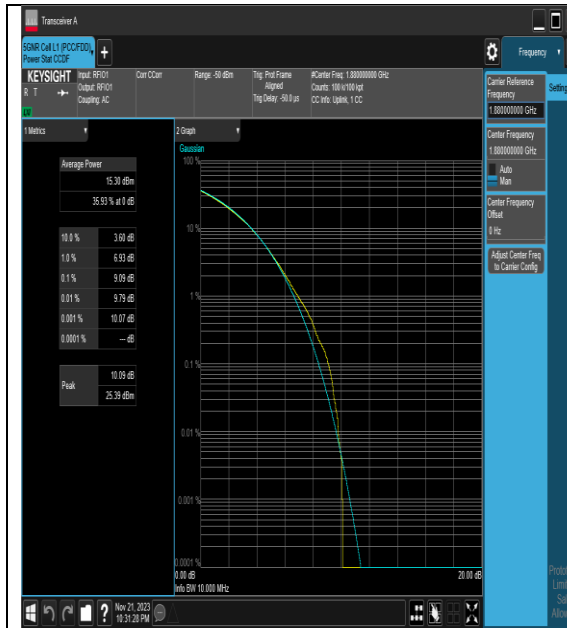 Transceiver A
5GNR Cell L1 (PCC/FDD)
Power Stat CCDF
Frequency
KEYSIGHT
R T
LV
Input: RFIO1
Output: RFIO1
Coupling: AC
Corr CCorr
Range: -50 dBm
Trig: Prot Frame
Aligned
Trig Delay: -50.0 µs
#Center Freq: 1.880000000 GHz
Counts: 100 k/100 kpt
CC Info: Uplink, 1 CC
Carrier Reference
Frequency
1.880000000 GHz
Setting
Center Frequency
1.880000000 GHz
Auto
Man
Center Frequency
Offset
0 Hz
Adjust Center Freq
to Carrier Config
1 Metrics
Average Power
15.30 dBm
35.93 % at 0 dB
10.0 % 3.60 dB
1.0 % 6.93 dB
0.1 % 9.09 dB
0.01 % 9.79 dB
0.001 % 10.07 dB
0.0001 % --- dB
Peak
10.09 dB
25.39 dBm
2 Graph
Gaussian
100 %
10 %
1 %
0.1 %
0.01 %
0.001 %
0.0001 %
0.00 dB
20.00 dB
Info BW 10.000 MHz
Nov 21, 2023
10:31:28 PM
?